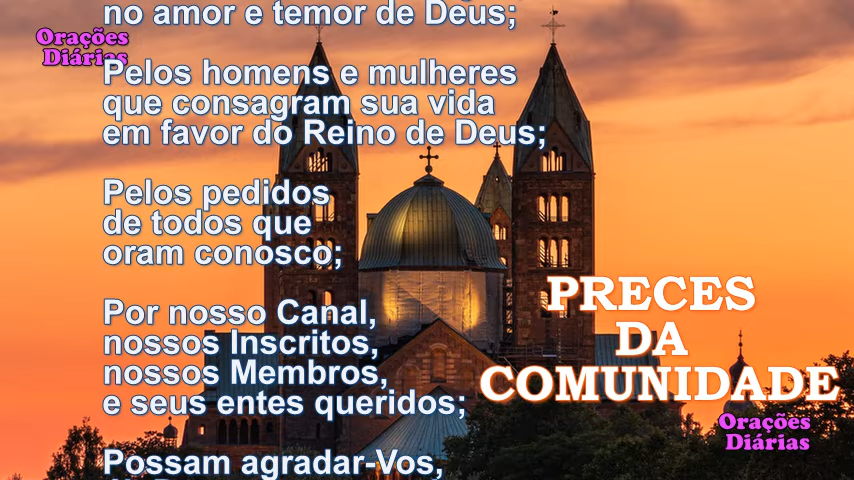 no amor e temor de Deus;
Orações
Diárias
Pelos homens e mulheres
que consagram sua vida
em favor do Reino de Deus;
Pelos pedidos
de todos que
oram conosco;
Por nosso Canal,
nossos Inscritos,
nossos Membros,
e seus entes queridos;
Possam agradar-Vos,
PRECES
DA
COMUNIDADE
Orações
Diárias